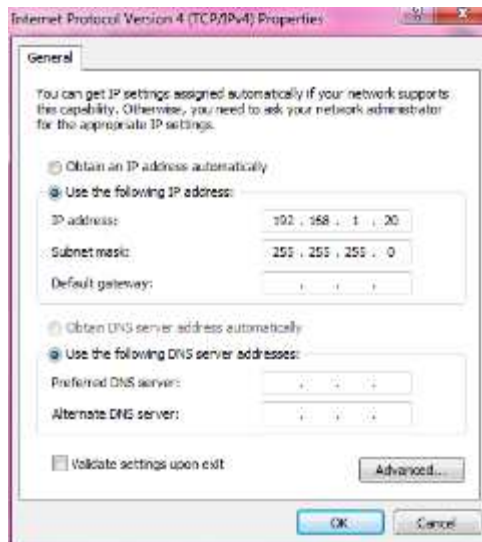 Internet Protocol Version 4 (TCP/IPv4) Properties
General
You can get IP settings assigned automatically if your network supports
this capability. Otherwise, you need to ask your network administrator
for the appropriate IP settings.
Obtain an IP address automatically
Use the following IP address:
IP address: 192 . 168 . 1 . 20
Subnet mask: 255 . 255 . 255 . 0
Default gateway: . . .
Obtain DNS server address automatically
Use the following DNS server addresses:
Preferred DNS server: . . .
Alternate DNS server: . . .
Validate settings upon exit
Advanced...
OK Cancel